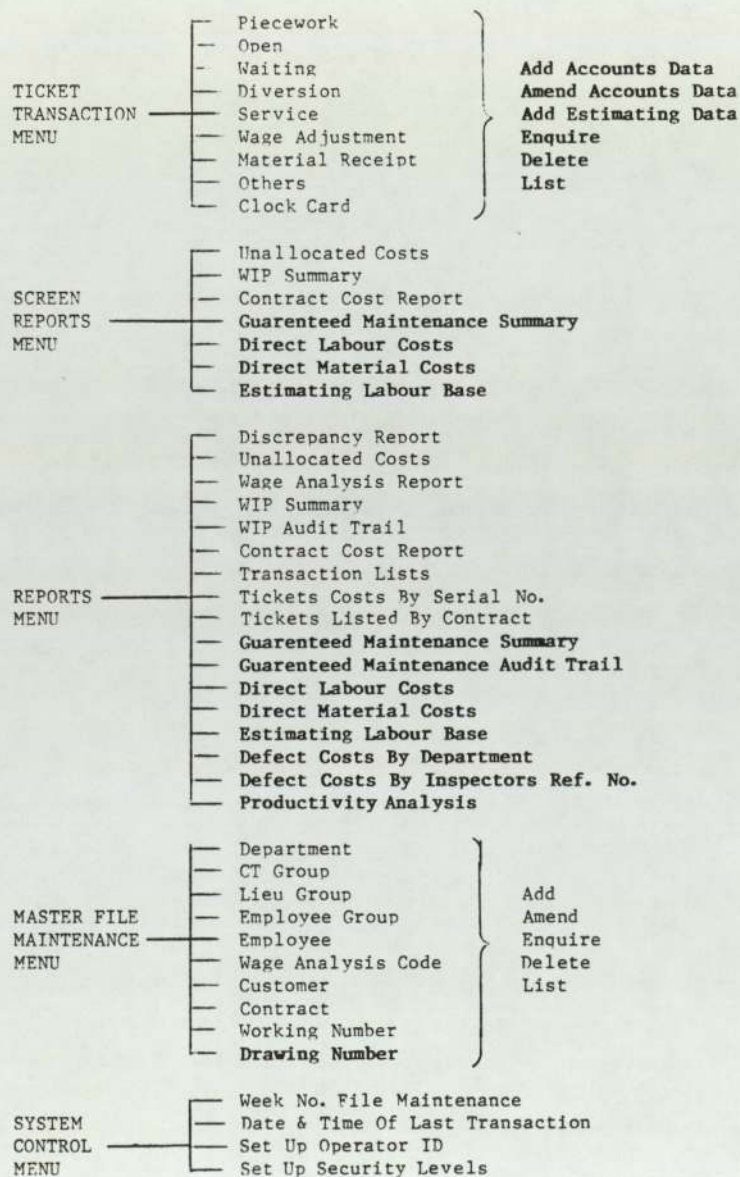 Piecework
Open
Waiting Add Accounts Data
TICKET Diversion Amend Accounts Data
TRANSACTION Service Add Estimating Data
MENU Wage Adjustment Enquire
Material Receipt Delete
Others List
Clock Card
Unallocated Costs
WIP Summary
SCREEN Contract Cost Report
REPORTS Guarenteed Maintenance Summary
MENU Direct Labour Costs
Direct Material Costs
Estimating Labour Base
Discrepancy Report
Unallocated Costs
Wage Analysis Report
WIP Summary
WIP Audit Trail
Contract Cost Report
Transaction Lists
REPORTS Tickets Costs By Serial No.
MENU Tickets Listed By Contract
Guarenteed Maintenance Summary
Guarenteed Maintenance Audit Trail
Direct Labour Costs
Direct Material Costs
Estimating Labour Base
Defect Costs By Department
Defect Costs By Inspectors Ref. No.
Productivity Analysis
Department
CT Group
Lieu Group Add
MASTER FILE Employee Group Amend
MAINTENANCE Employee Enquire
MENU Wage Analysis Code Delete
Customer List
Contract
Working Number
Drawing Number
Week No. File Maintenance
SYSTEM Date & Time Of Last Transaction
CONTROL Set Up Operator ID
MENU Set Up Security Levels